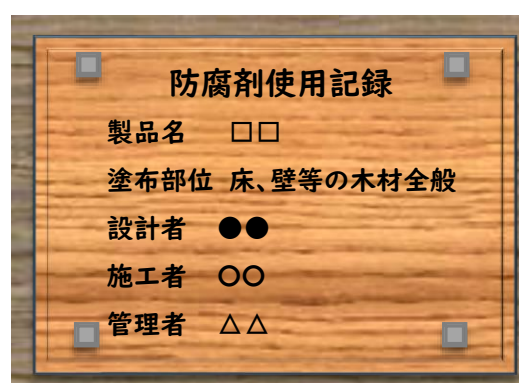 防腐剤使用記録
製品名 □□
塗布部位 床、壁等の木材全般
設計者 ●●
施工者 ○○
管理者 △△